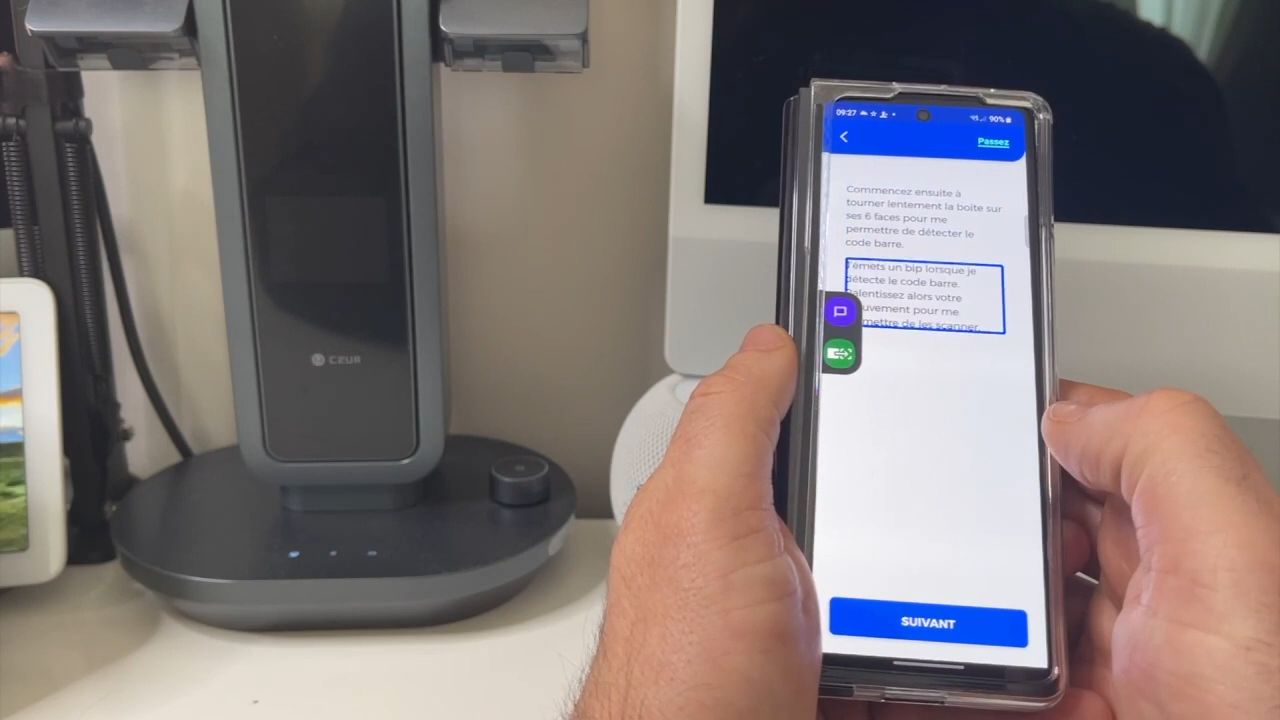 CZUR
09:27
90%
Passez
Commencez ensuite à
tourner lentement la boite sur
ses 6 faces pour me
permettre de détecter le
code barre.
J'émets un bip lorsque je
détecte le code barre.
Ralentissez alors votre
mouvement pour me
permettre de les scanner.
SUIVANT